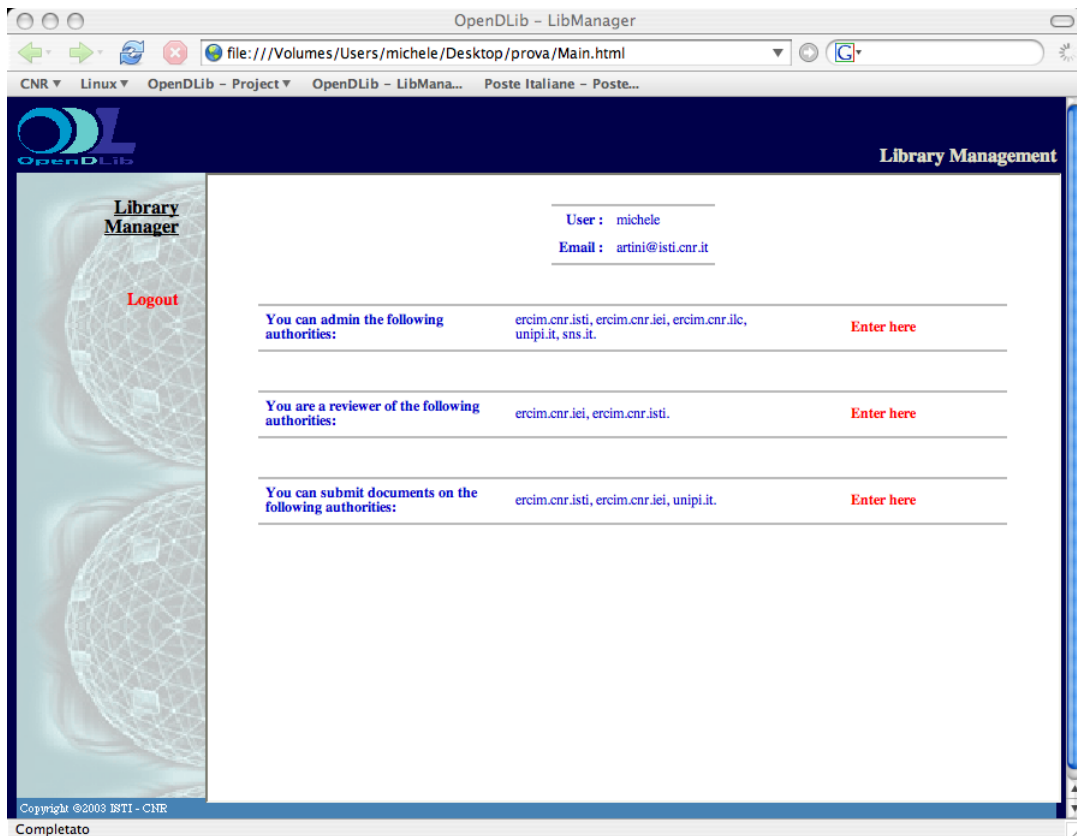 OpenDLib - LibManager
file:///Volumes/Users/michele/Desktop/prova/Main.html
G
CNR Linux OpenDLib - Project OpenDLib - LibMana... Poste Italiane - Poste...
OpenDLib
Library Management
Library
Manager
Logout
User : michele
Email : artini@isti.cnr.it
You can admin the following
authorities:
ercim.cnr.isti, ercim.cnr.iei, ercim.cnr.ilc,
unipi.it, sns.it.
Enter here
You are a reviewer of the following
authorities:
ercim.cnr.iei, ercim.cnr.isti.
Enter here
You can submit documents on the
following authorities:
ercim.cnr.isti, ercim.cnr.iei, unipi.it.
Enter here
Copyright ©2003 ISTI - CNR
Completato